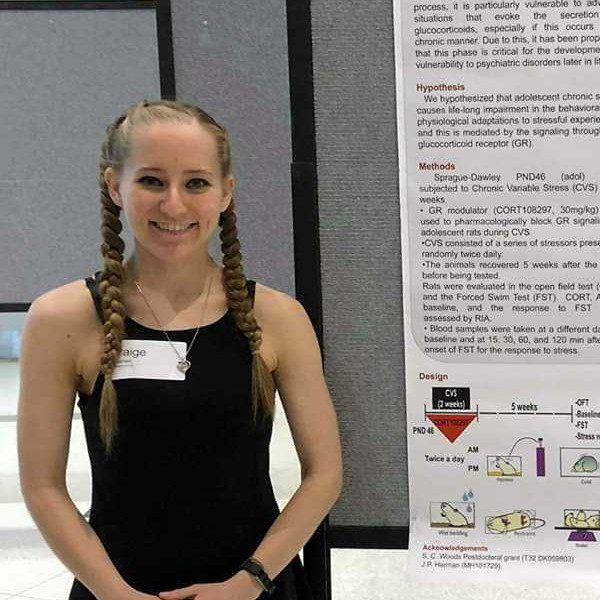 process, it is particularly vulnerable to adv
situations that evoke the secretion
glucocorticoids, especially if this occurs
chronic manner. Due to this, it has been prop
that this phase is critical for the developme
vulnerability to psychiatric disorders later in li
Hypothesis
We hypothesized that adolescent chronic s
causes life-long impairment in the behaviora
physiological adaptations to stressful experie
and this is mediated by the signaling through
glucocorticoid receptor (GR).
Methods
Sprague-Dawley PND46 (adol)
subjected to Chronic Variable Stress (CVS)
weeks.
• GR modulator (CORT108297, 30mg/kg)
used to pharmacologically block GR signali
adolescent rats during CVS.
•CVS consisted of a series of stressors prese
randomly twice daily.
•The animals recovered 5 weeks after the
before being tested.
Rats were evaluated in the open field test (
and the Forced Swim Test (FST). CORT, A
baseline, and the response to FST
assessed by RIA.
• Blood samples were taken at a different da
baseline and at 15, 30, 60, and 120 min afte
onset of FST for the response to stress.
Design
CVS
(2 weeks)
5 weeks
-OFT
-Baseline
-FST
-Stress r
CORT108297
PND 46
AM
Twice a day
PM
Hypoxia
Cold
Wet bedding
Restraint
Shaker
Acknowledgements
S. C. Woods Postdoctoral grant (T32 DK059803)
J.P. Herman (MH101729)
aige